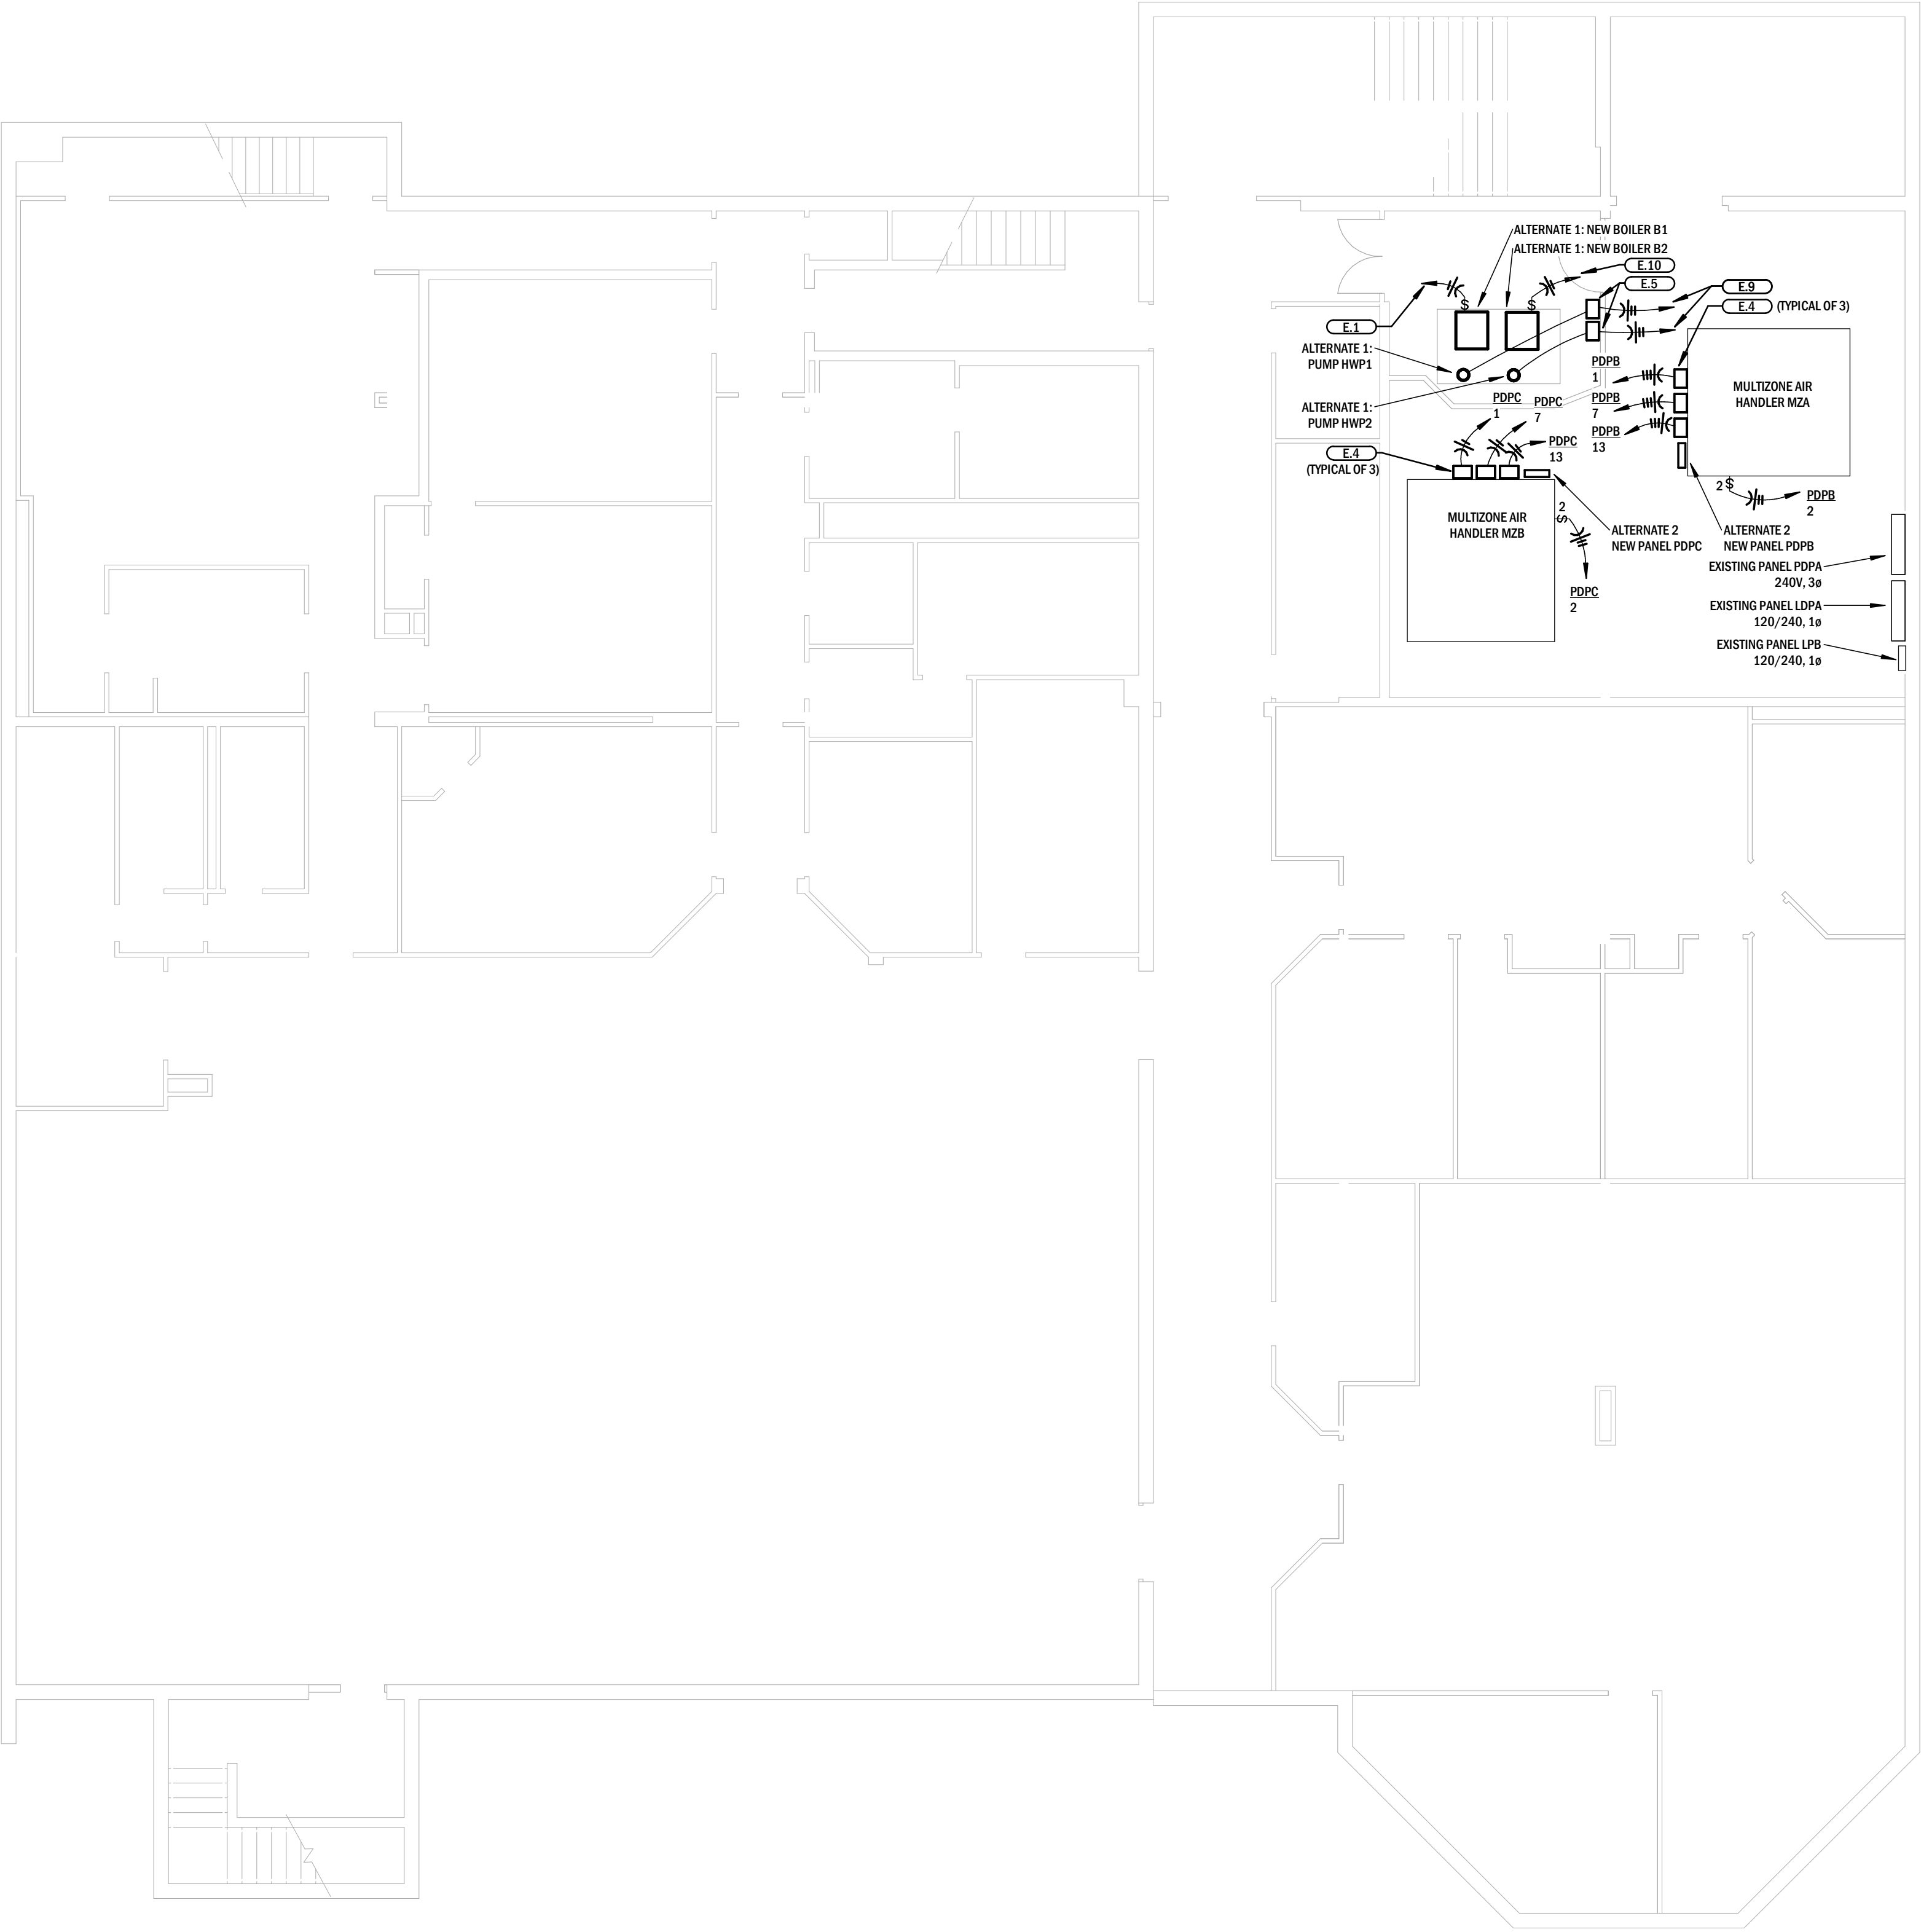 ALTERNATE 1: NEW BOILER B1
ALTERNATE 1: NEW BOILER B2
E.10
E.5
E.9
E.4 (TYPICAL OF 3)
$
$
E.1
ALTERNATE 1:
PUMP HWP1
ALTERNATE 1:
PUMP HWP2
PDPB
1
PDPB
7
PDPB
13
MULTIZONE AIR
HANDLER MZA
PDPC
1
PDPC
7
PDPC
13
E.4
(TYPICAL OF 3)
2 $
PDPB
2
MULTIZONE AIR
HANDLER MZB
2
$
PDPC
2
ALTERNATE 2
NEW PANEL PDPC
ALTERNATE 2
NEW PANEL PDPB
EXISTING PANEL PDPA
240V, 3ø
EXISTING PANEL LDPA
120/240, 1ø
EXISTING PANEL LPB
120/240, 1ø